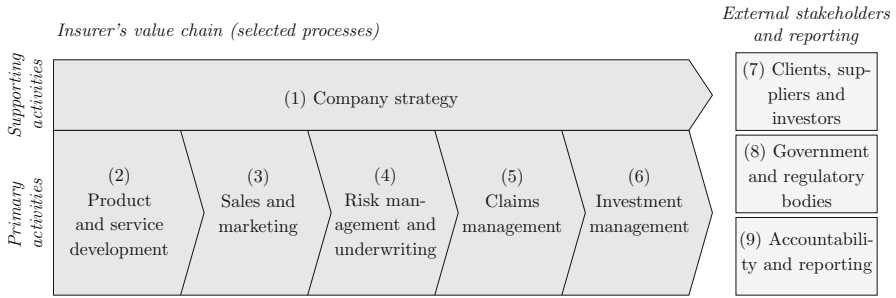 Insurer's value chain (selected processes)
External stakeholders
and reporting
Supporting
activities
(1) Company strategy
Primary
activities
(2)
Product
and service
development
(3)
Sales and
marketing
(4)
Risk man-
agement and
underwriting
(5)
Claims
management
(6)
Investment
management
(7) Clients, sup-
pliers and
investors
(8) Government
and regulatory
bodies
(9) Accountabili-
ty and reporting